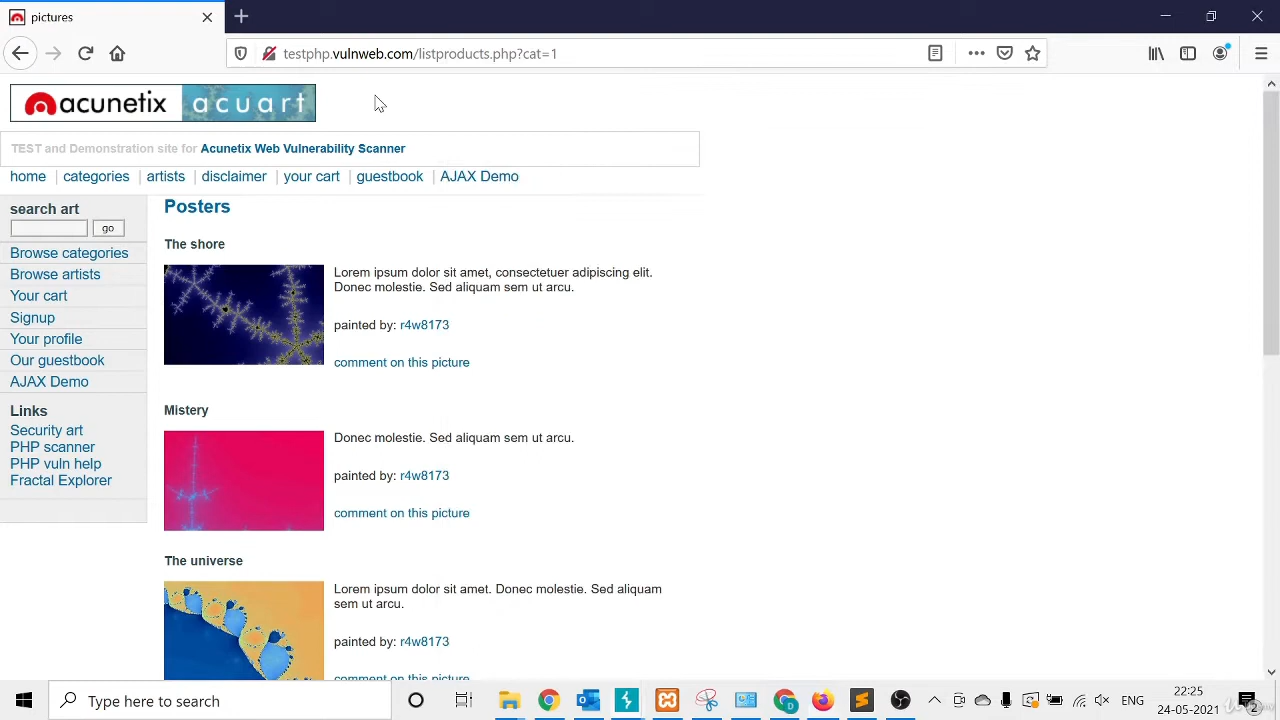 pictures
testphp.vulnweb.com/listproducts.php?cat=1
acunetix acuart
TEST and Demonstration site for Acunetix Web Vulnerability Scanner
home | categories | artists | disclaimer | your cart | guestbook | AJAX Demo
search art
go
Browse categories
Browse artists
Your cart
Signup
Your profile
Our guestbook
AJAX Demo
Links
Security art
PHP scanner
PHP vuln help
Fractal Explorer
Posters
The shore
Lorem ipsum dolor sit amet, consectetuer adipiscing elit.
Donec molestie. Sed aliquam sem ut arcu.
painted by: r4w8173
comment on this picture
Mistery
Donec molestie. Sed aliquam sem ut arcu.
painted by: r4w8173
comment on this picture
The universe
Lorem ipsum dolor sit amet. Donec molestie. Sed aliquam
sem ut arcu.
painted by: r4w8173
comment on this picture
Type here to search
ENG
22:25
24-05-2021
2